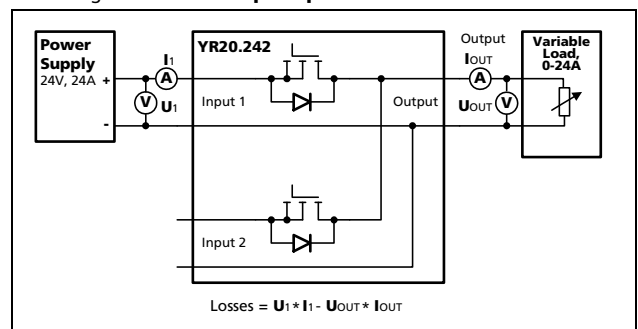 Power
Supply
24V, 24A +
-
I1
A
V
U1
YR20.242
Input 1
Output
Input 2
Output
IOUT
A
UOUT
V
Variable
Load,
0-24A
Losses = U1*I1- UOUT* IOUT